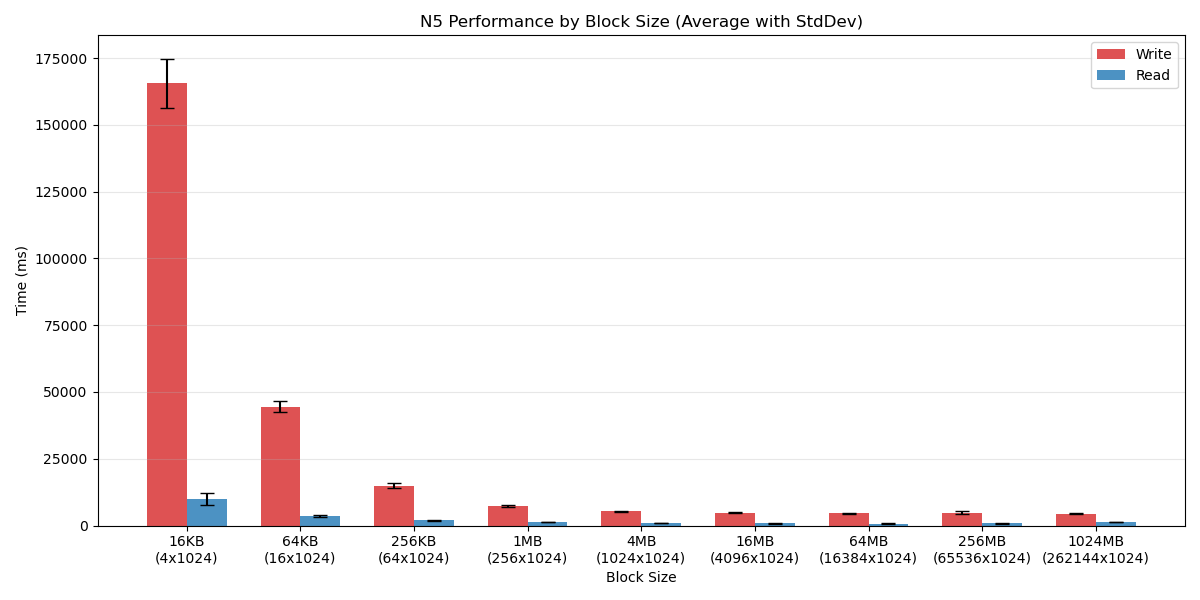 N5 Performance by Block Size (Average with StdDev)
Write
Read
Time (ms)
175000
150000
125000
100000
75000
50000
25000
0
16KB
(4x1024)
64KB
(16x1024)
256KB
(64x1024)
1MB
(256x1024)
4MB
(1024x1024)
16MB
(4096x1024)
64MB
(16384x1024)
256MB
(65536x1024)
1024MB
(262144x1024)
Block Size